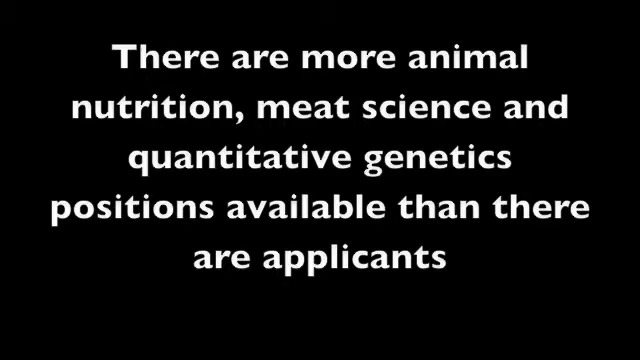 There are more animal
nutrition, meat science and
quantitative genetics
positions available than there
are applicants